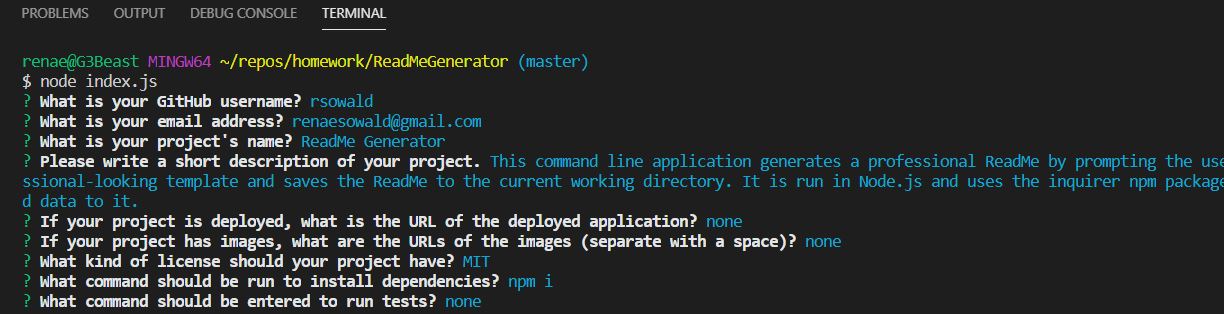 PROBLEMS OUTPUT DEBUG CONSOLE TERMINAL
renae@G3Beast MINGW64 ~/repos/homework/ReadMeGenerator (master)
$ node index.js
? What is your GitHub username? rsowald
? What is your email address? renaesowald@gmail.com
? What is your project's name? ReadMe Generator
? Please write a short description of your project. This command line application generates a professional ReadMe by prompting the use
ssional-looking template and saves the ReadMe to the current working directory. It is run in Node.js and uses the inquirer npm package
d data to it.
? If your project is deployed, what is the URL of the deployed application? none
? If your project has images, what are the URLs of the images (separate with a space)? none
? What kind of license should your project have? MIT
? What command should be run to install dependencies? npm i
? What command should be entered to run tests? none